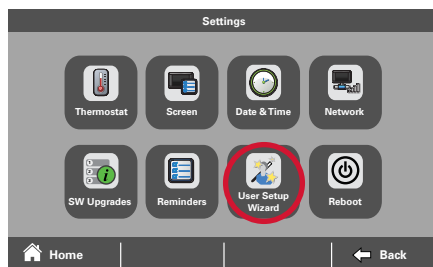 Settings
Thermostat
Screen
Date & Time
Network
SW Upgrades
Reminders
User Setup
Wizard
Reboot
Home
Back